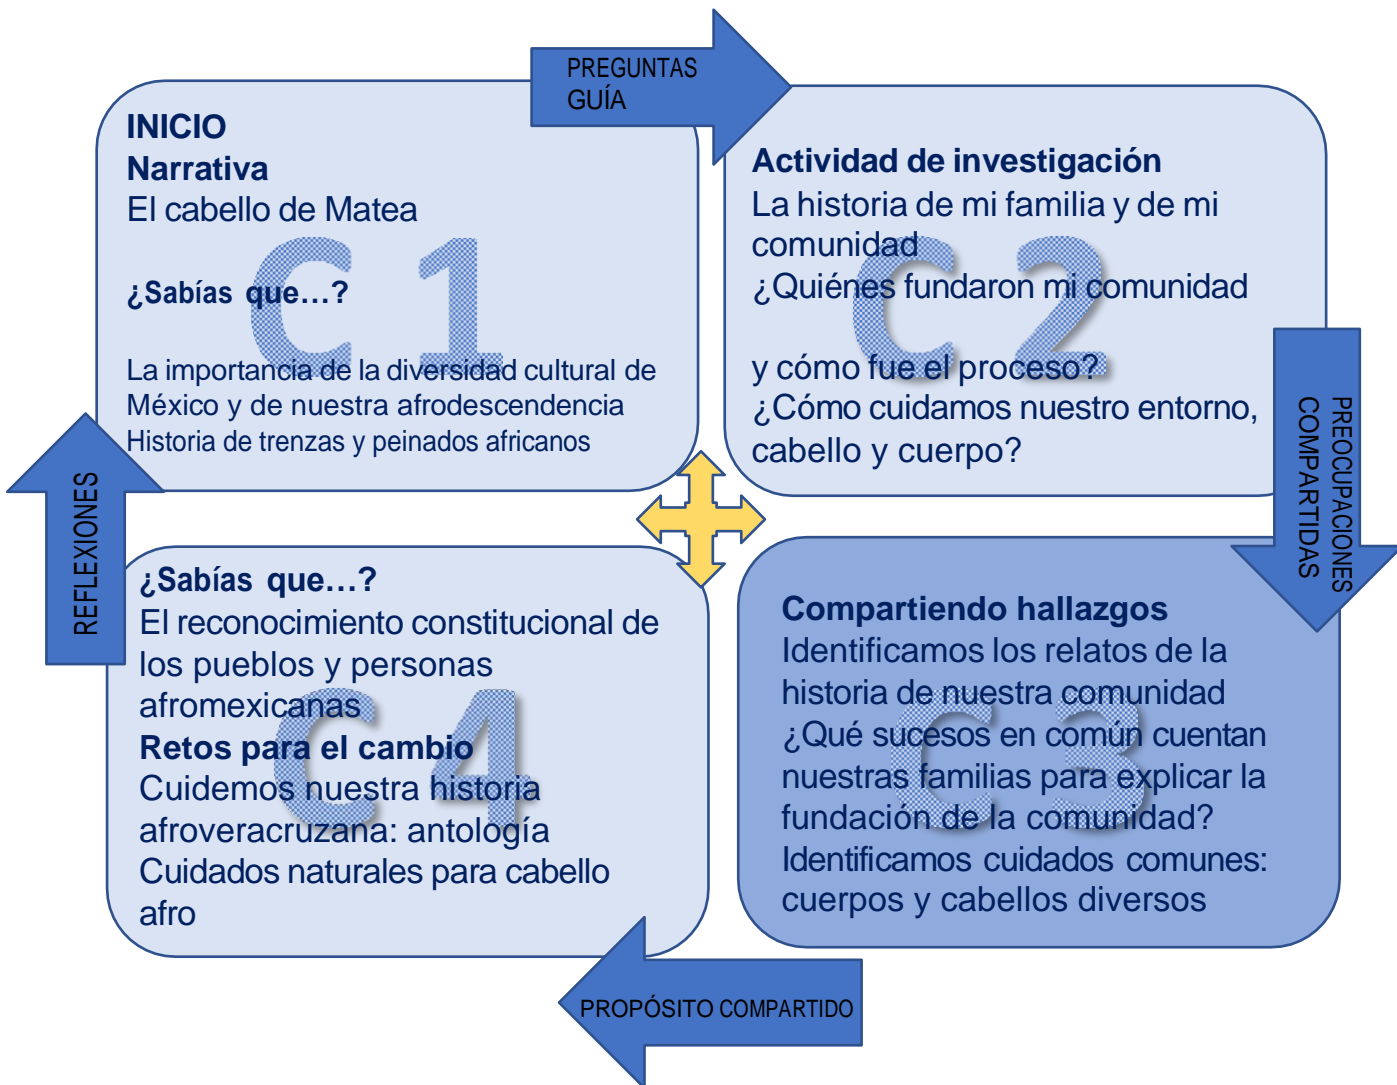 PREGUNTAS
GUÍA
INICIO
Narrativa
El cabello de Matea
¿Sabías que…?
La importancia de la diversidad cultural de
México y de nuestra afrodescendencia
Historia de trenzas y peinados africanos
C 1
Actividad de investigación
La historia de mi familia y de mi
comunidad
¿Quiénes fundaron mi comunidad
y cómo fue el proceso?
¿Cómo cuidamos nuestro entorno,
cabello y cuerpo?
C 2
PREOCUPACIONES
COMPARTIDAS
Compartiendo hallazgos
Identificamos los relatos de la
historia de nuestra comunidad
¿Qué sucesos en común cuentan
nuestras familias para explicar la
fundación de la comunidad?
Identificamos cuidados comunes:
cuerpos y cabellos diversos
C 3
PROPÓSITO COMPARTIDO
¿Sabías que…?
El reconocimiento constitucional de
los pueblos y personas
afromexicanas
Retos para el cambio
Cuidemos nuestra historia
afroveracruzana: antología
Cuidados naturales para cabello
afro
C 4
REFLEXIONES